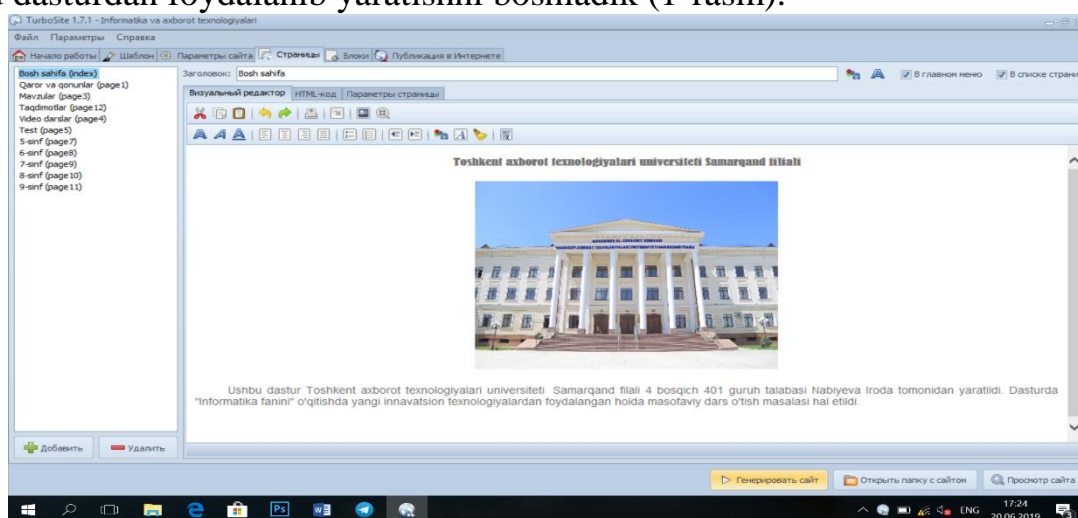 dasturdan foydalanib yaratishni boshladik (1-rasm).
TurboSite 1.7.1 - Informatika va axborot texnologiyalari
Файл Параметры Справка
Начало работы Шаблон Параметры сайта Страницы Блоки Публикация в Интернете
Bosh sahifa (index)
Qaror va qonunlar (page1)
Mavzular (page3)
Taqdimotlar (page12)
Video darslar (page4)
Test (page5)
5-sinf (page7)
6-sinf (page8)
7-sinf (page9)
8-sinf (page10)
9-sinf (page11)
Заголовок: Bosh sahifa
В главном меню В списке страни
Визуальный редактор HTML-код Параметры страницы
Toshkent axborot texnologiyalari universiteti Samarqand filiali
Ushbu dastur Toshkent axborot texnologiyalari universiteti Samarqand filali 4 bosqich 401 guruh talabasi Nabiyeva Iroda tomonidan yaratildi. Dasturda
"Informatika fanini" o'qitishda yangi innavatsion texnologiyalardan foydalangan holda masofaviy dars o'tish masalasi hal etildi.
Добавить Удалить
Генерировать сайт Открыть папку с сайтом Просмотр сайта
ENG
17:24
20.06.2019